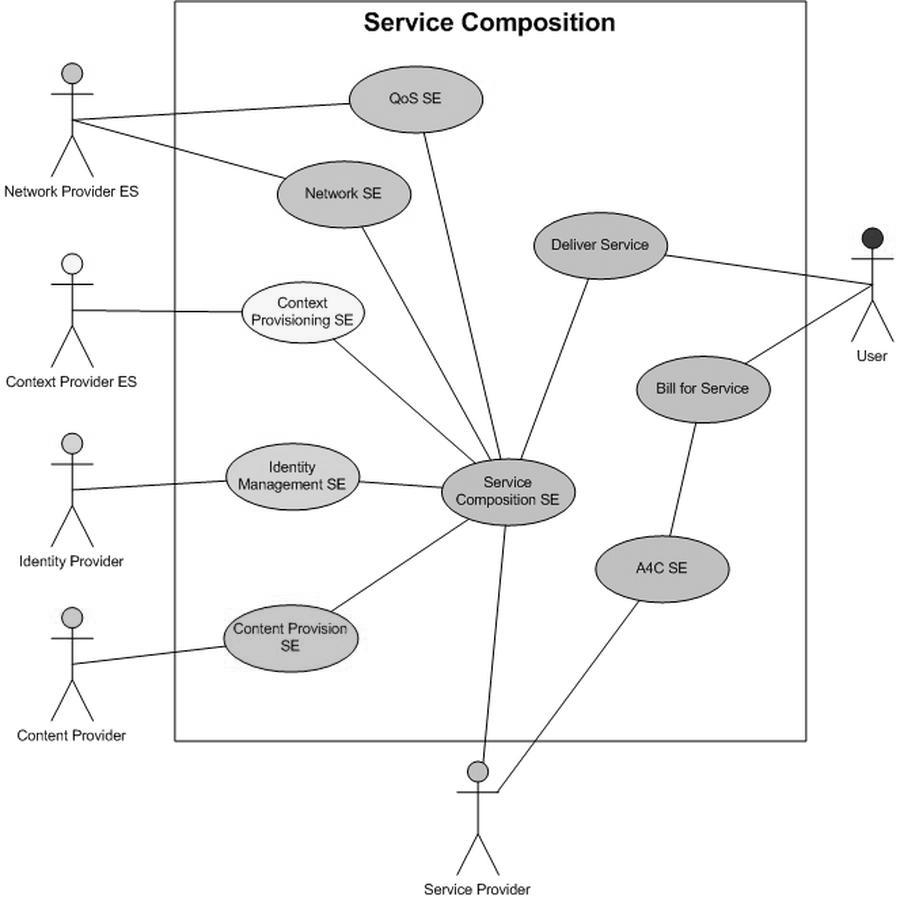 Service Composition
QoS SE
Network Provider ES
Network SE
Deliver Service
Context
Provisioning SE
User
Context Provider ES
Bill for Service
Identity
Management SE
Service
Composition SE
Identity Provider
A4C SE
Content Provision
SE
Content Provider
Service Provider